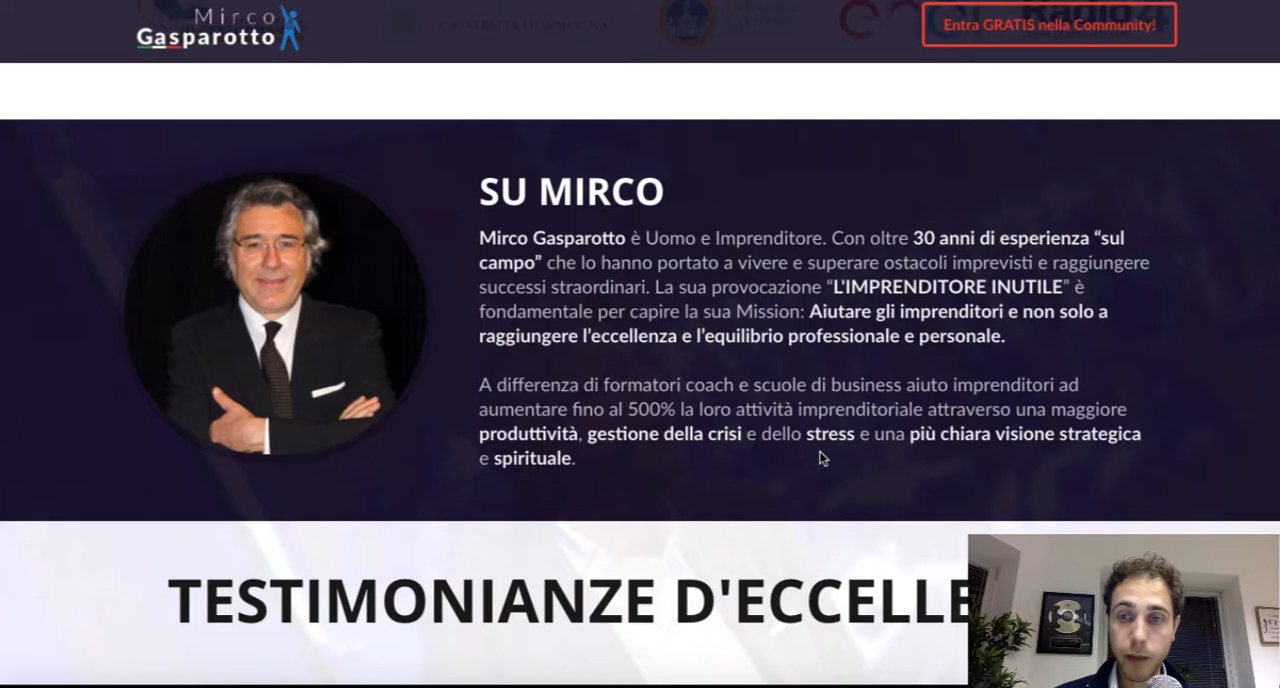 Mirco
Gasparotto
Entra GRATIS nella Community!
SU MIRCO
Mirco Gasparotto è Uomo e Imprenditore. Con oltre 30 anni di esperienza “sul
campo” che lo hanno portato a vivere e superare ostacoli imprevisti e raggiungere
successi straordinari. La sua provocazione “L'IMPRENDITORE INUTILE” è
fondamentale per capire la sua Mission: Aiutare gli imprenditori e non solo a
raggiungere l’eccellenza e l’equilibrio professionale e personale.
A differenza di formatori coach e scuole di business aiuto imprenditori ad
aumentare fino al 500% la loro attività imprenditoriale attraverso una maggiore
produttività, gestione della crisi e dello stress e una più chiara visione strategica
e spirituale.
TESTIMONIANZE D'ECCELLE